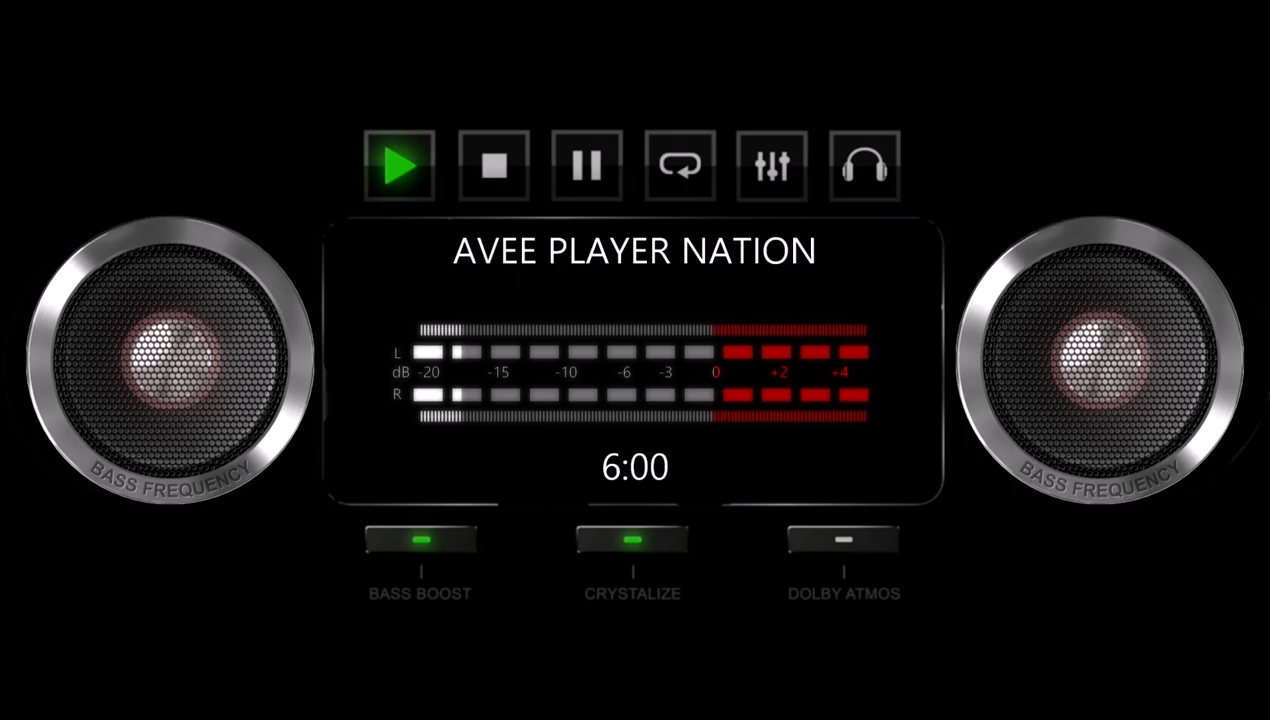 AVEE PLAYER NATION
L
dB -20 -15 -10 -6 -3 0 +2 +4
R
6:00
BASS FREQUENCY
BASS FREQUENCY
BASS BOOST
CRYSTALIZE
DOLBY ATMOS